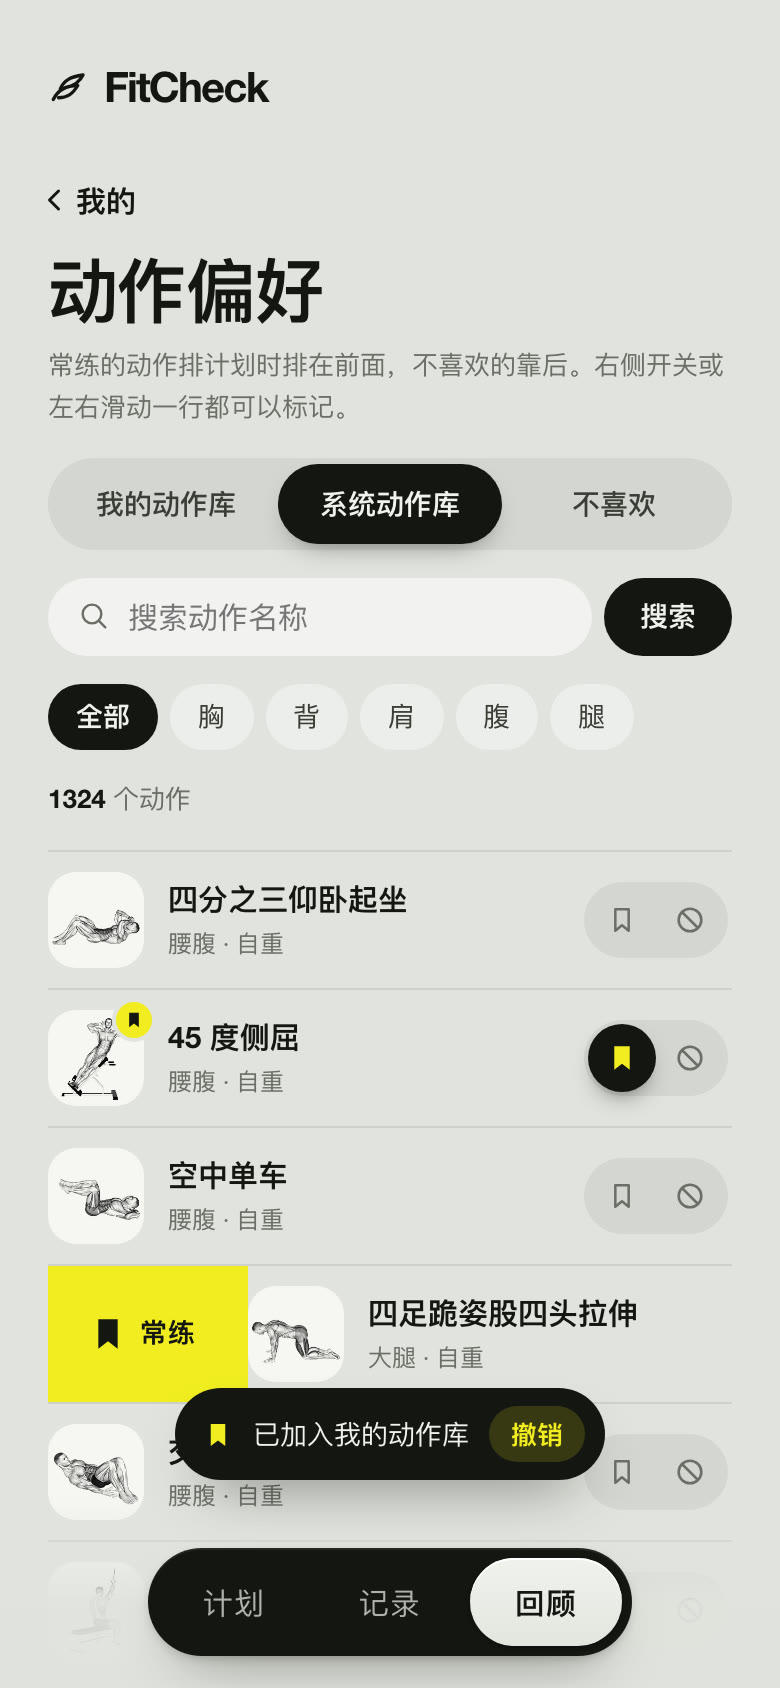 FitCheck
我的
动作偏好
常练的动作排计划时排在前面，不喜欢的靠后。右侧开关或
左右滑动一行都可以标记。
我的动作库 系统动作库 不喜欢
搜索动作名称 搜索
全部 胸 背 肩 腹 腿
1324 个动作
四分之三仰卧起坐
腰腹 · 自重
45 度侧屈
腰腹 · 自重
空中单车
腰腹 · 自重
常练
四足跪姿股四头拉伸
大腿 · 自重
已加入我的动作库 撤销
腰腹 · 自重
计划 记录 回顾